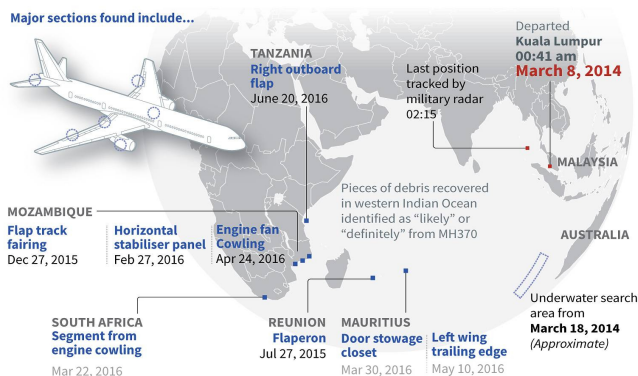 Major sections found include...
TANZANIA
Right outboard
flap
June 20, 2016
Last position
tracked by
military radar
02:15
Departed
Kuala Lumpur
00:41 am
March 8, 2014
MALAYSIA
Pieces of debris recovered
in western Indian Ocean
identified as "likely" or
"definitely" from MH370
AUSTRALIA
MOZAMBIQUE
Flap track
fairing
Dec 27, 2015
Horizontal
stabiliser panel
Feb 27, 2016
Engine fan
Cowling
Apr 24, 2016
Underwater search
area from
March 18, 2014
(Approximate)
SOUTH AFRICA
Segment from
engine cowling
Mar 22, 2016
REUNION
Flaperon
Jul 27, 2015
MAURITIUS
Door stowage
closet
Mar 30, 2016
Left wing
trailing edge
May 10, 2016